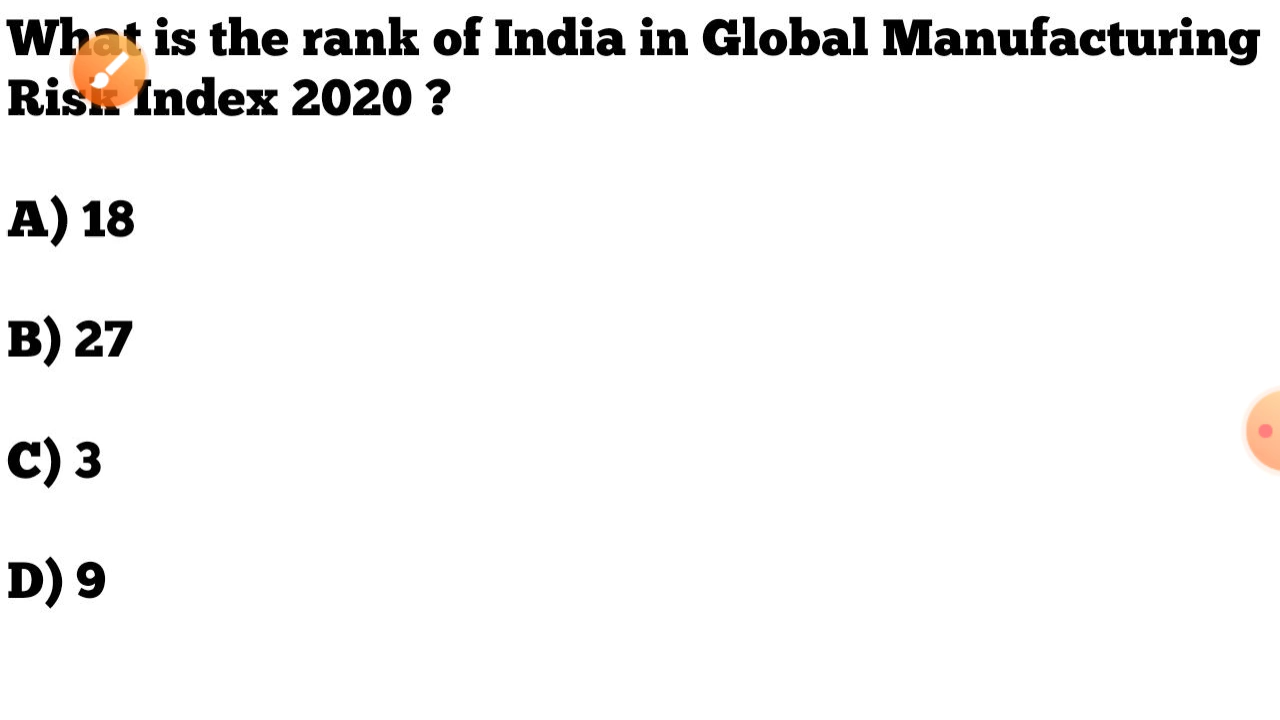 What is the rank of India in Global Manufacturing
Risk Index 2020 ?
A) 18
B) 27
C) 3
D) 9